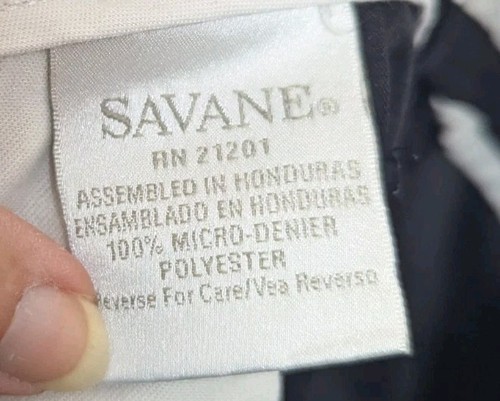 SAVANE®
RN 21201
ASSEMBLED IN HONDURAS
ENSAMBLADO EN HONDURAS
100% MICRO-DENIER
POLYESTER
Reverse For Care/Vea Reverso